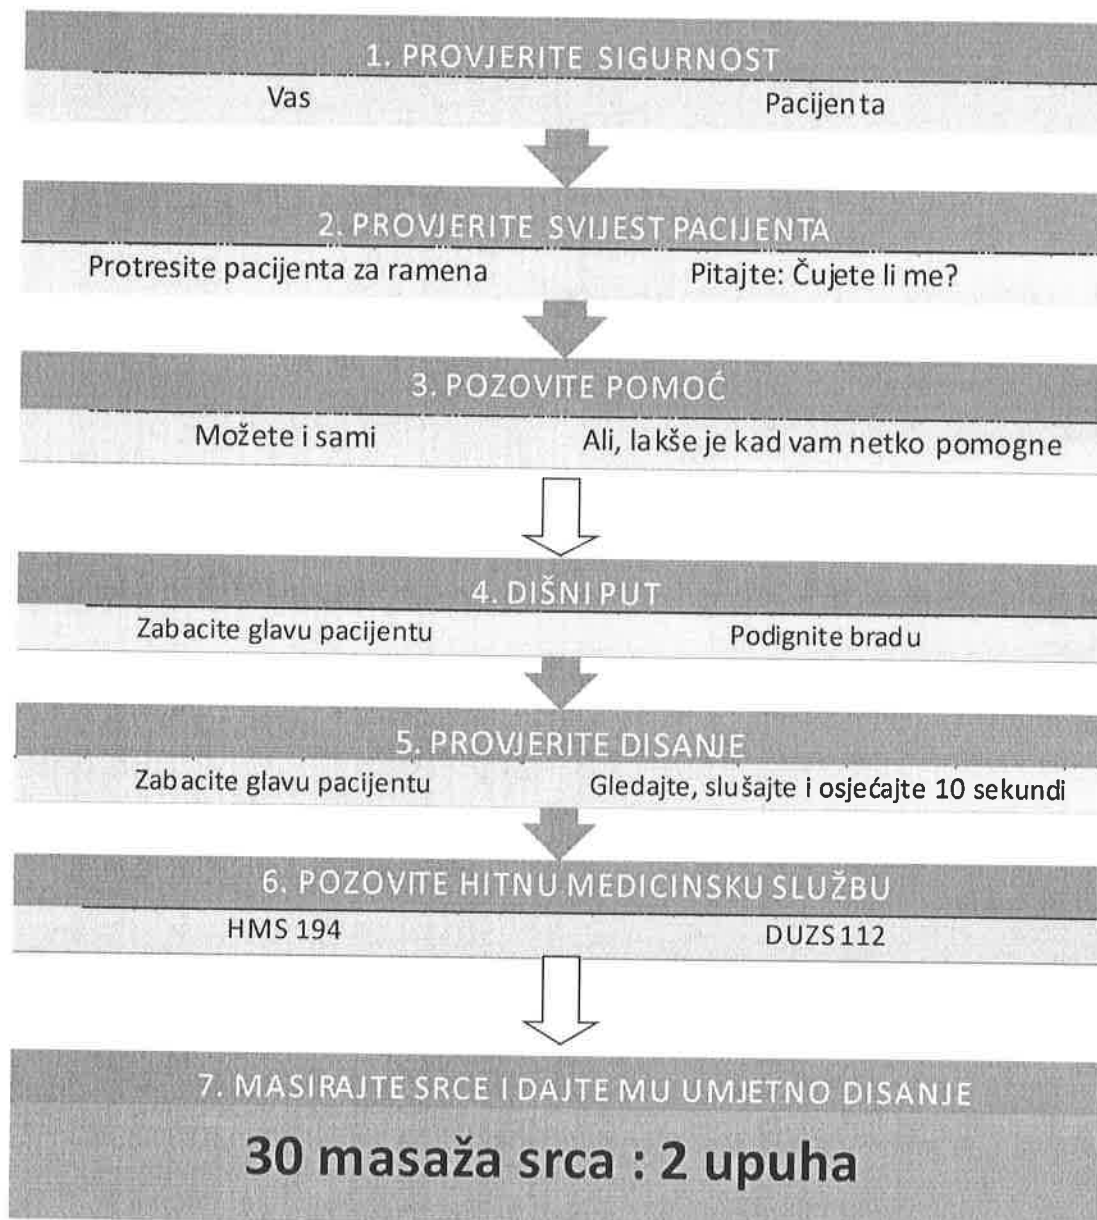 1. PROVJERITE SIGURNOST
Vas Pacijenta
2. PROVJERITE SVIJEST PACIJENTA
Protresite pacijenta za ramena Pitajte: Čujete li me?
3. POZOVITE POMOĆ
Možete i sami Ali, lakše je kad vam netko pomogne
4. DIŠNI PUT
Zabacite glavu pacijentu Podignite bradu
5. PROVJERITE DISANJE
Zabacite glavu pacijentu Gledajte, slušajte i osjećajte 10 sekundi
6. POZOVITE HITNU MEDICINSKU SLUŽBU
HMS 194 DUZS 112
7. MASIRAJTE SRCE I DAJTE MU UMJETNO DISANJE
30 masaža srca : 2 upuha